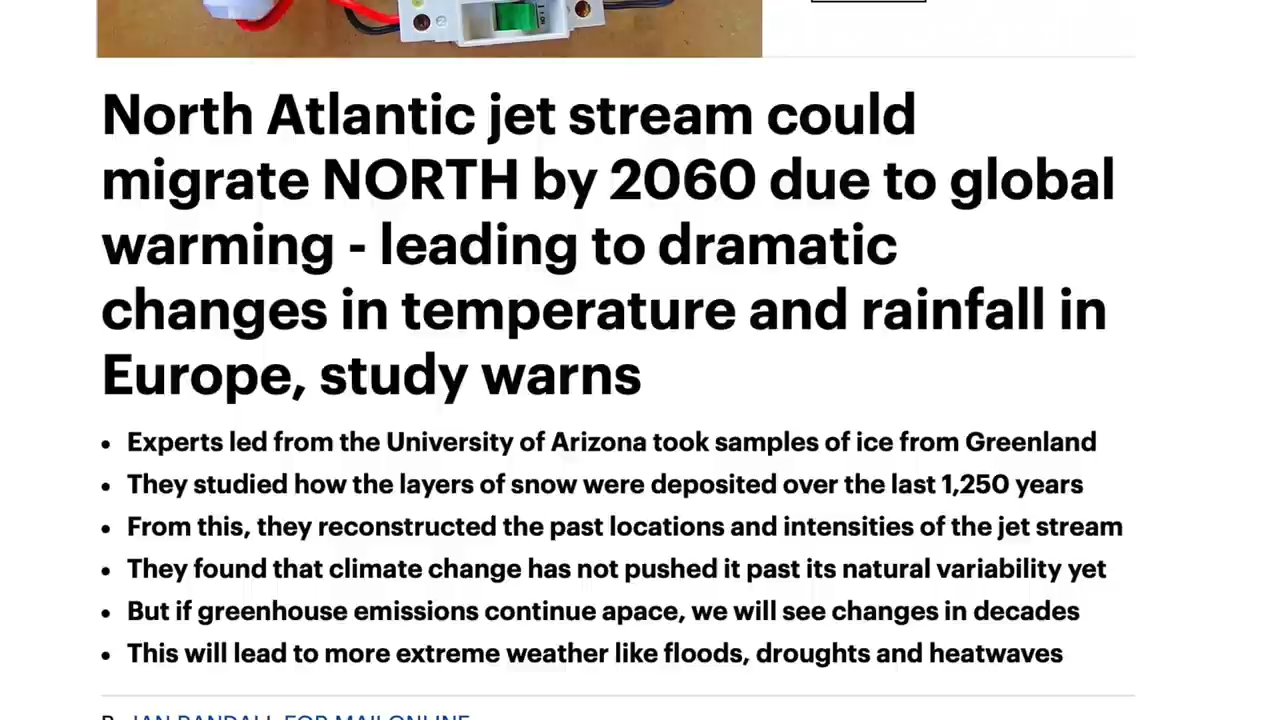 North Atlantic jet stream could
migrate NORTH by 2060 due to global
warming - leading to dramatic
changes in temperature and rainfall in
Europe, study warns
• Experts led from the University of Arizona took samples of ice from Greenland
• They studied how the layers of snow were deposited over the last 1,250 years
• From this, they reconstructed the past locations and intensities of the jet stream
• They found that climate change has not pushed it past its natural variability yet
• But if greenhouse emissions continue apace, we will see changes in decades
• This will lead to more extreme weather like floods, droughts and heatwaves
By IAN RANDALL FOR MAILONLINE